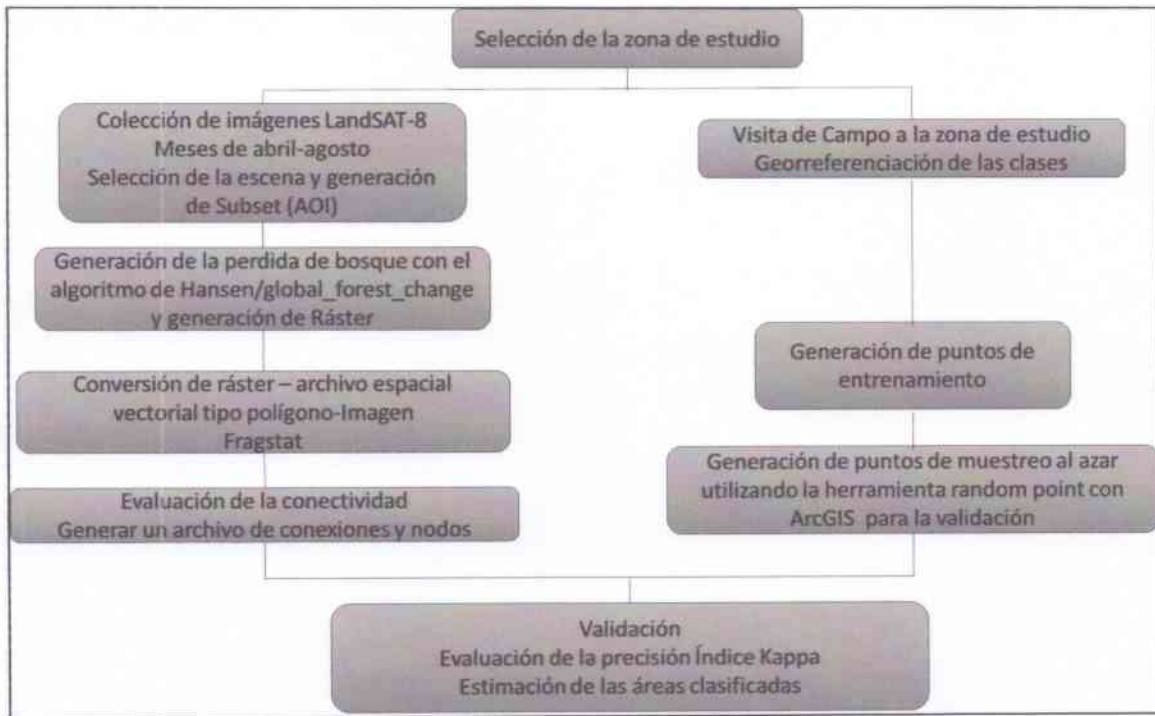 Selección de la zona de estudio
Colección de imágenes LandSAT-8
Meses de abril-agosto
Selección de la escena y generación
de Subset (AOI)
Visita de Campo a la zona de estudio
Georreferenciación de las clases
Generación de la perdida de bosque con el
algoritmo de Hansen/global_forest_change
y generación de Ráster
Generación de puntos de
entrenamiento
Conversión de ráster – archivo espacial
vectorial tipo polígono-Imagen
Fragstat
Generación de puntos de muestreo al azar
utilizando la herramienta random point con
ArcGIS para la validación
Evaluación de la conectividad
Generar un archivo de conexiones y nodos
Validación
Evaluación de la precisión Índice Kappa
Estimación de las áreas clasificadas